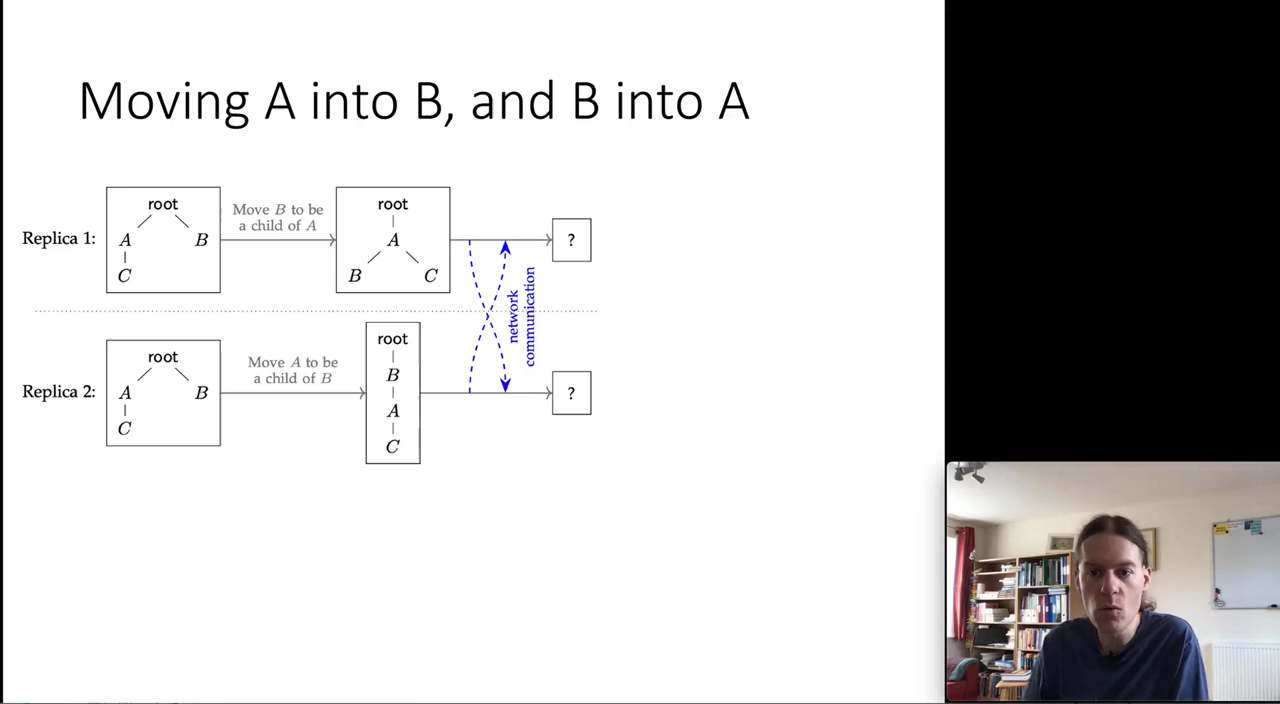 Moving A into B, and B into A
Replica 1:
root
A B
C
Move B to be
a child of A
root
A
B C
?
network
communication
Replica 2:
root
A B
C
Move A to be
a child of B
root
B
A
C
?